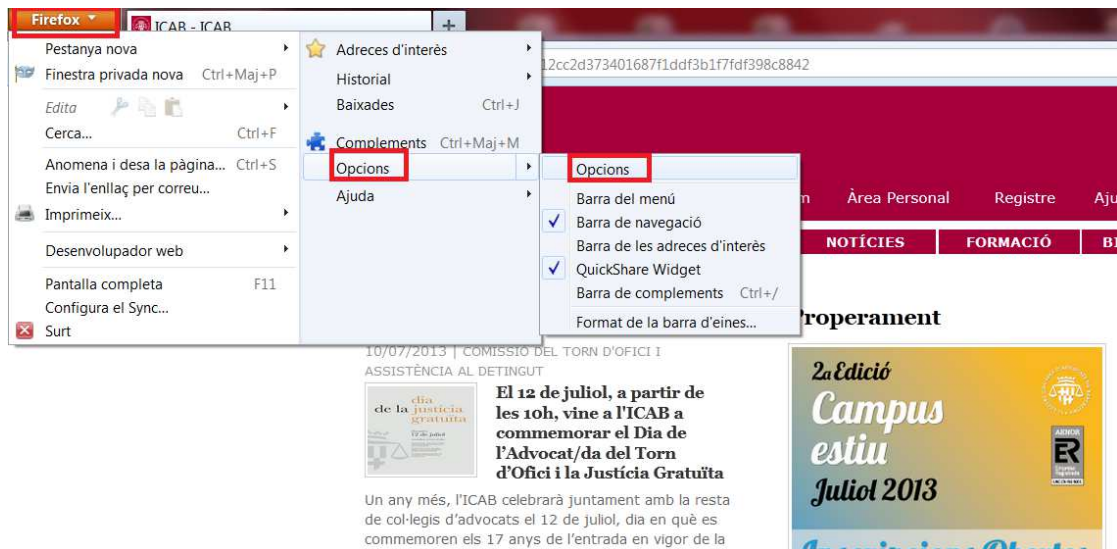 Firefox
ICAB - ICAB
+
12cc2d373401687f1ddf3b1f7fdf398c8842
Pestanya nova
Finestra privada nova Ctrl+Maj+P
Edita
Cerca... Ctrl+F
Anomena i desa la pàgina... Ctrl+S
Envia l'enllaç per correu...
Imprimeix...
Desenvolupador web
Pantalla completa F11
Configura el Sync...
Surt
Adreces d'interès
Historial
Baixades Ctrl+J
Complements Ctrl+Maj+M
Opcions
Ajuda
Opcions
Barra del menú
Barra de navegació
Barra de les adreces d'interès
QuickShare Widget
Barra de complements Ctrl+/
Format de la barra d'eines...
Àrea Personal Registre Aju
NOTÍCIES FORMACIÓ BI
Properament
10/07/2013 | COMISSIÓ DEL TORN D'OFICI I
ASSISTÈNCIA AL DETINGUT
dia
de la justícia
gratuïta
El 12 de juliol, a partir de
les 10h, vine a l'ICAB a
commemorar el Dia de
l'Advocat/da del Torn
d'Ofici i la Justícia Gratuïta
Un any més, l'ICAB celebrarà juntament amb la resta
de col·legis d'advocats el 12 de juliol, dia en què es
commemoren els 17 anys de l'entrada en vigor de la
2a Edició
Campus
estiu
Juliol 2013
AENOR
ER
Inscripcions Obertes